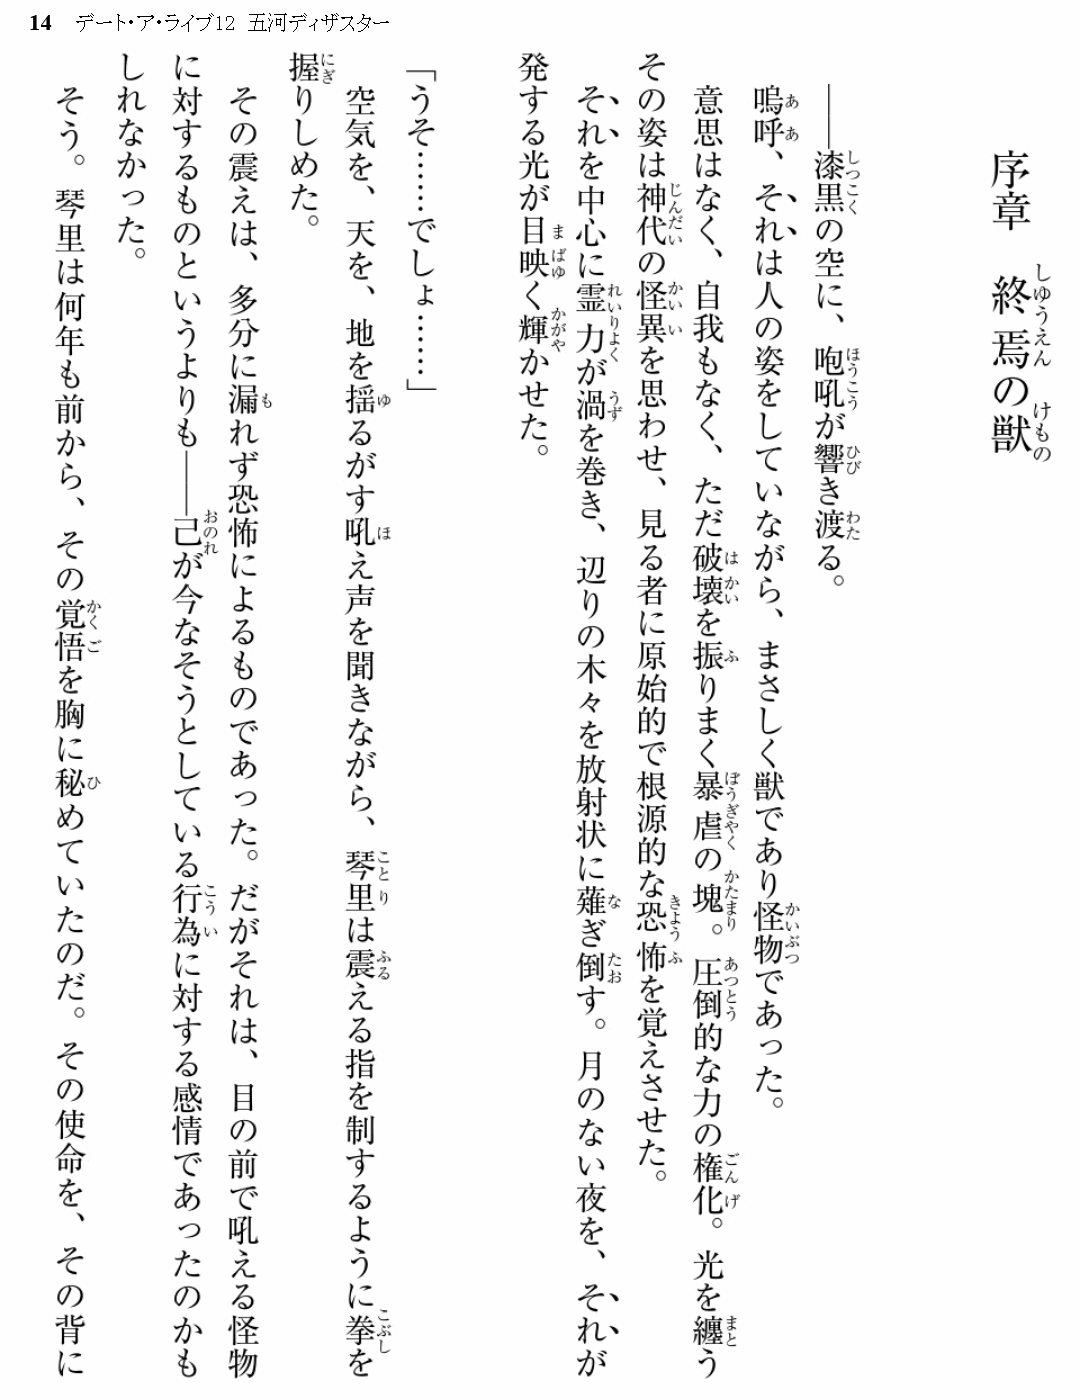 14 デート・ア・ライブ12 五河ディザスター
序章 終焉の獣
――漆黒の空に、咆吼が響き渡る。
嗚呼、それは人の姿をしていながら、まさしく獣であり怪物であった。
意思はなく、自我もなく、ただ破壊を振りまく暴虐の塊。圧倒的な力の権化。光を纏う
その姿は神代の怪異を思わせ、見る者に原始的で根源的な恐怖を覚えさせた。
それを中心に霊力が渦を巻き、辺りの木々を放射状に薙ぎ倒す。月のない夜を、それが
発する光が目映く輝かせた。
「うそ……でしょ……」
空気を、天を、地を揺るがす吼え声を聞きながら、琴里は震える指を制するように拳を
握りしめた。
その震えは、多分に漏れず恐怖によるものであった。だがそれは、目の前で吼える怪物
に対するものというよりも――己が今なそうとしている行為に対する感情であったのかも
しれなかった。
そう。琴里は何年も前から、その覚悟を胸に秘めていたのだ。その使命を、その背に